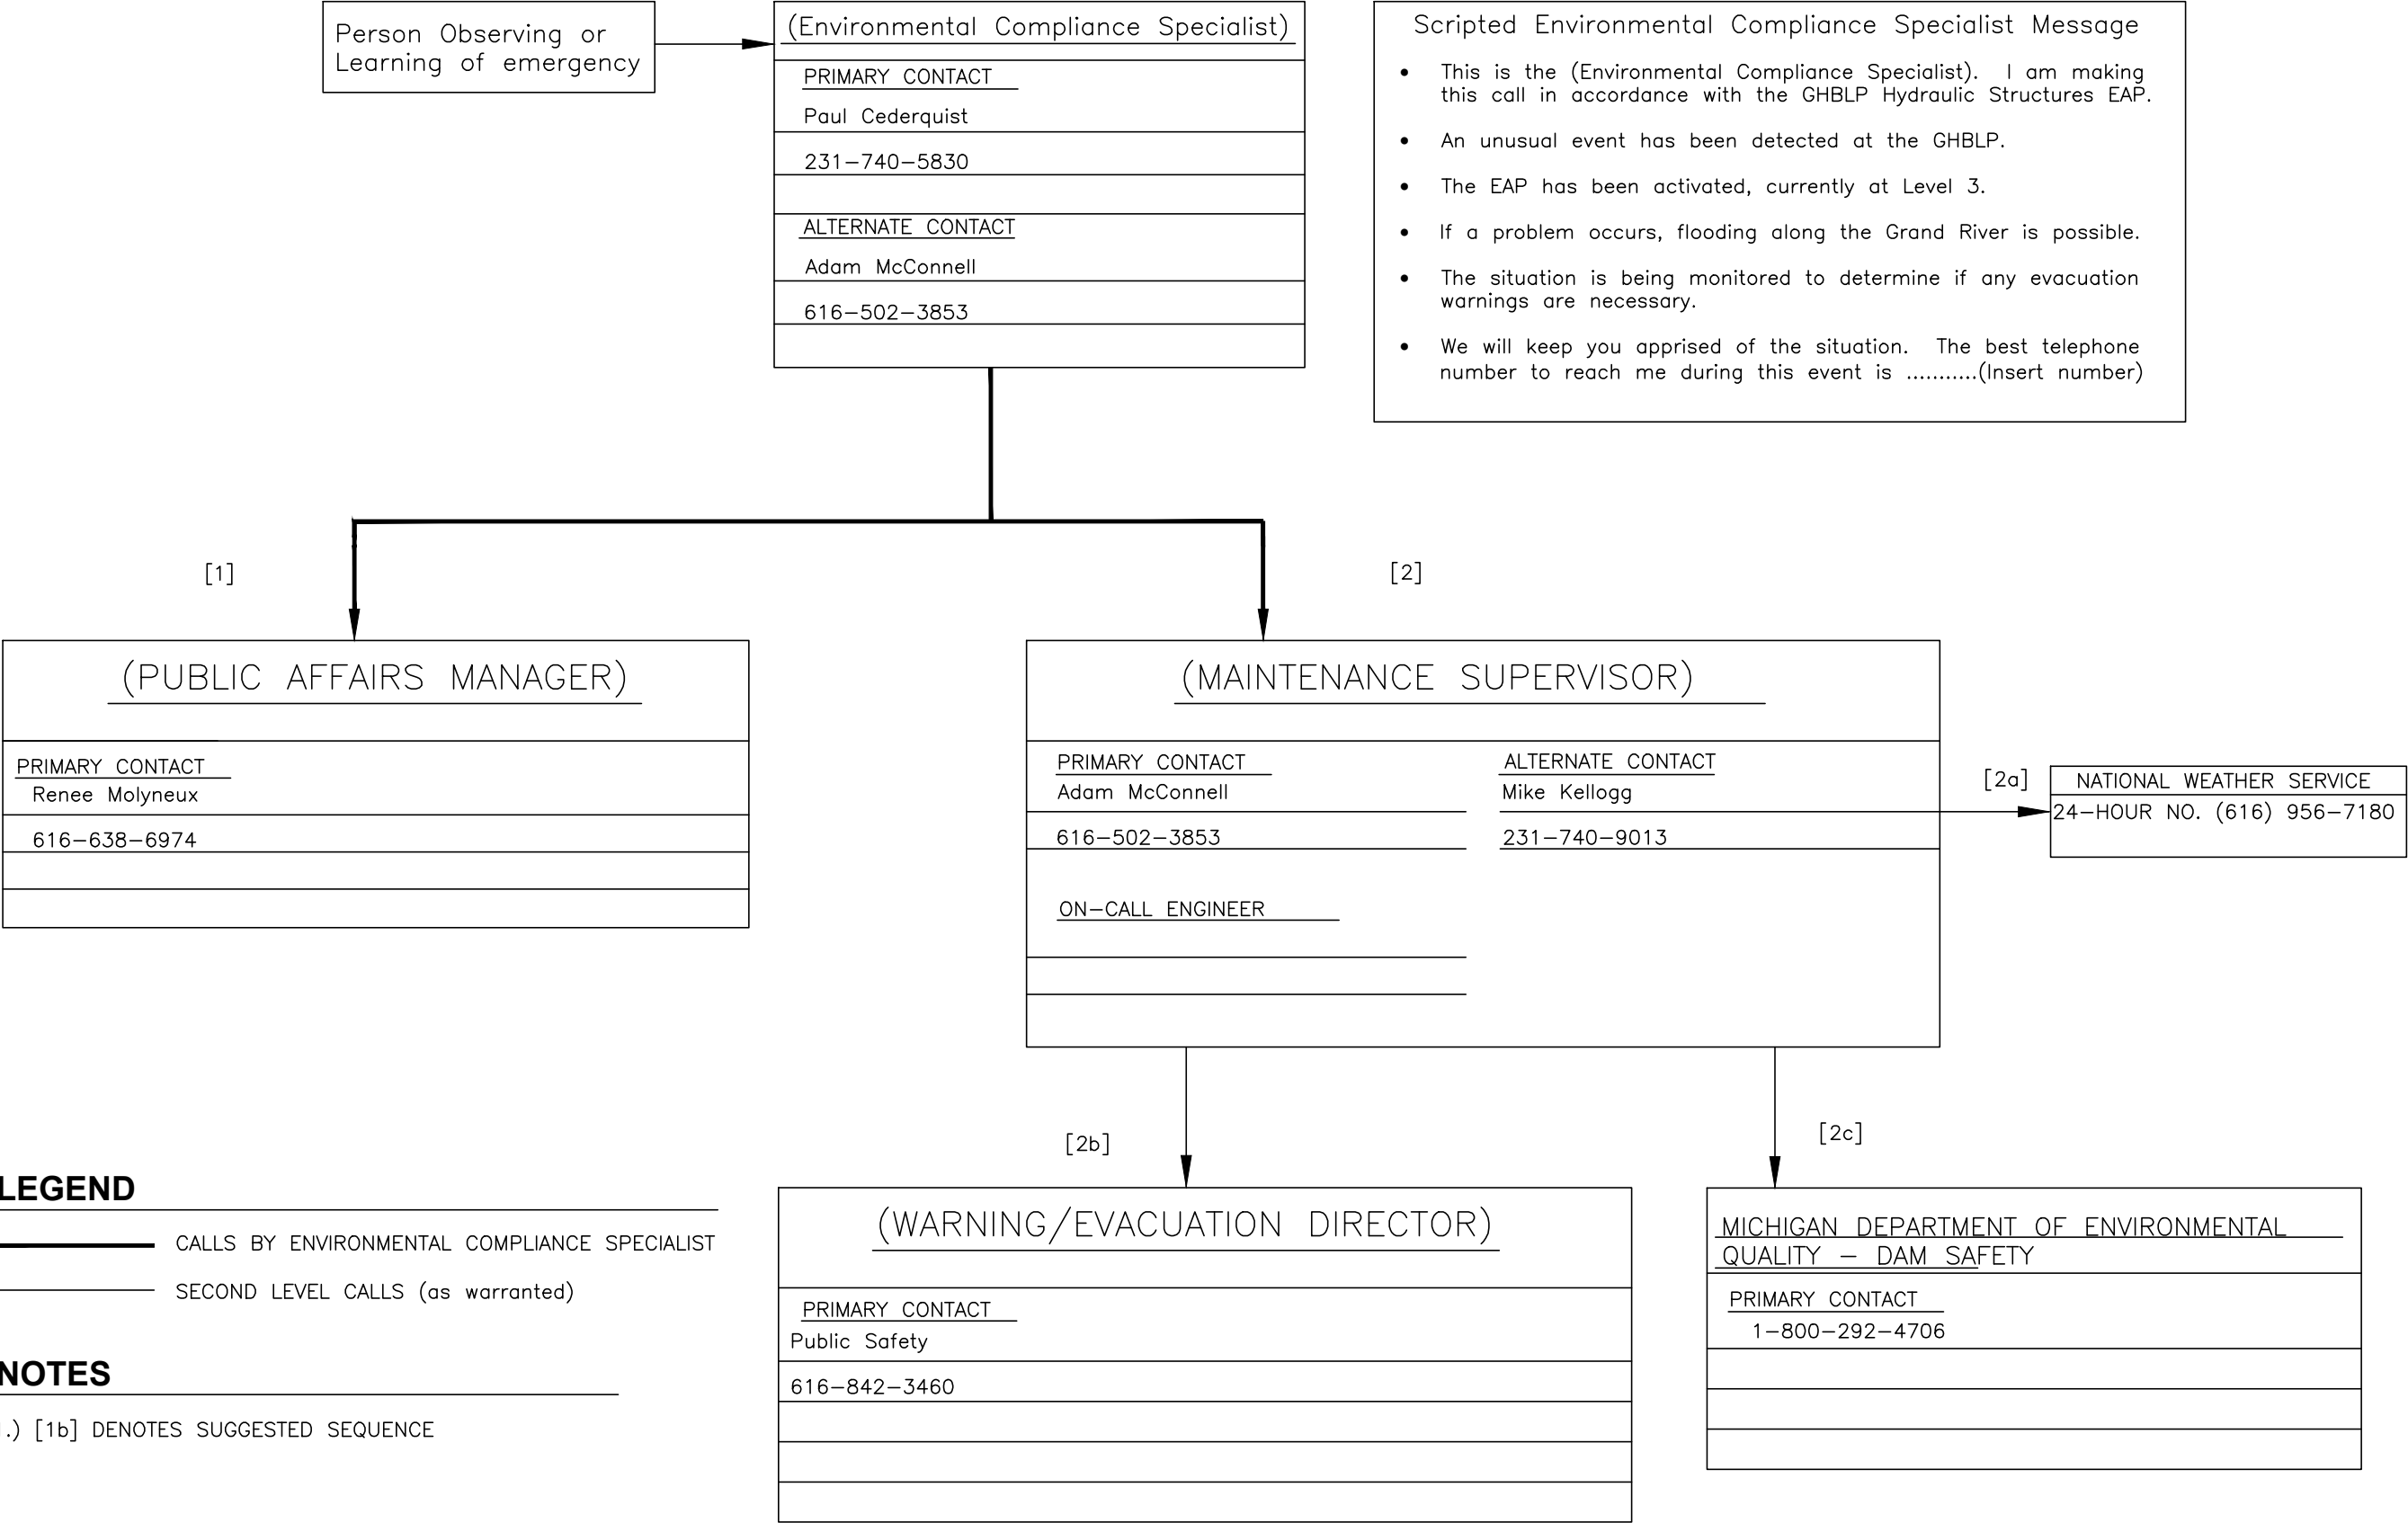 Person Observing or
Learning of emergency
(Environmental Compliance Specialist)
PRIMARY CONTACT
Paul Cederquist
231-740-5830
ALTERNATE CONTACT
Adam McConnell
616-502-3853
Scripted Environmental Compliance Specialist Message
• This is the (Environmental Compliance Specialist). I am making
this call in accordance with the GHBLP Hydraulic Structures EAP.
• An unusual event has been detected at the GHBLP.
• The EAP has been activated, currently at Level 3.
• If a problem occurs, flooding along the Grand River is possible.
• The situation is being monitored to determine if any evacuation
warnings are necessary.
• We will keep you apprised of the situation. The best telephone
number to reach me during this event is ...........(Insert number)
[1]
[2]
(PUBLIC AFFAIRS MANAGER)
PRIMARY CONTACT
Renee Molyneux
616-638-6974
(MAINTENANCE SUPERVISOR)
PRIMARY CONTACT
Adam McConnell
616-502-3853
ALTERNATE CONTACT
Mike Kellogg
231-740-9013
ON-CALL ENGINEER
[2a]
NATIONAL WEATHER SERVICE
24-HOUR NO. (616) 956-7180
[2b]
[2c]
(WARNING/EVACUATION DIRECTOR)
PRIMARY CONTACT
Public Safety
616-842-3460
MICHIGAN DEPARTMENT OF ENVIRONMENTAL
QUALITY - DAM SAFETY
PRIMARY CONTACT
1-800-292-4706
LEGEND
CALLS BY ENVIRONMENTAL COMPLIANCE SPECIALIST
SECOND LEVEL CALLS (as warranted)
NOTES
.) [1b] DENOTES SUGGESTED SEQUENCE